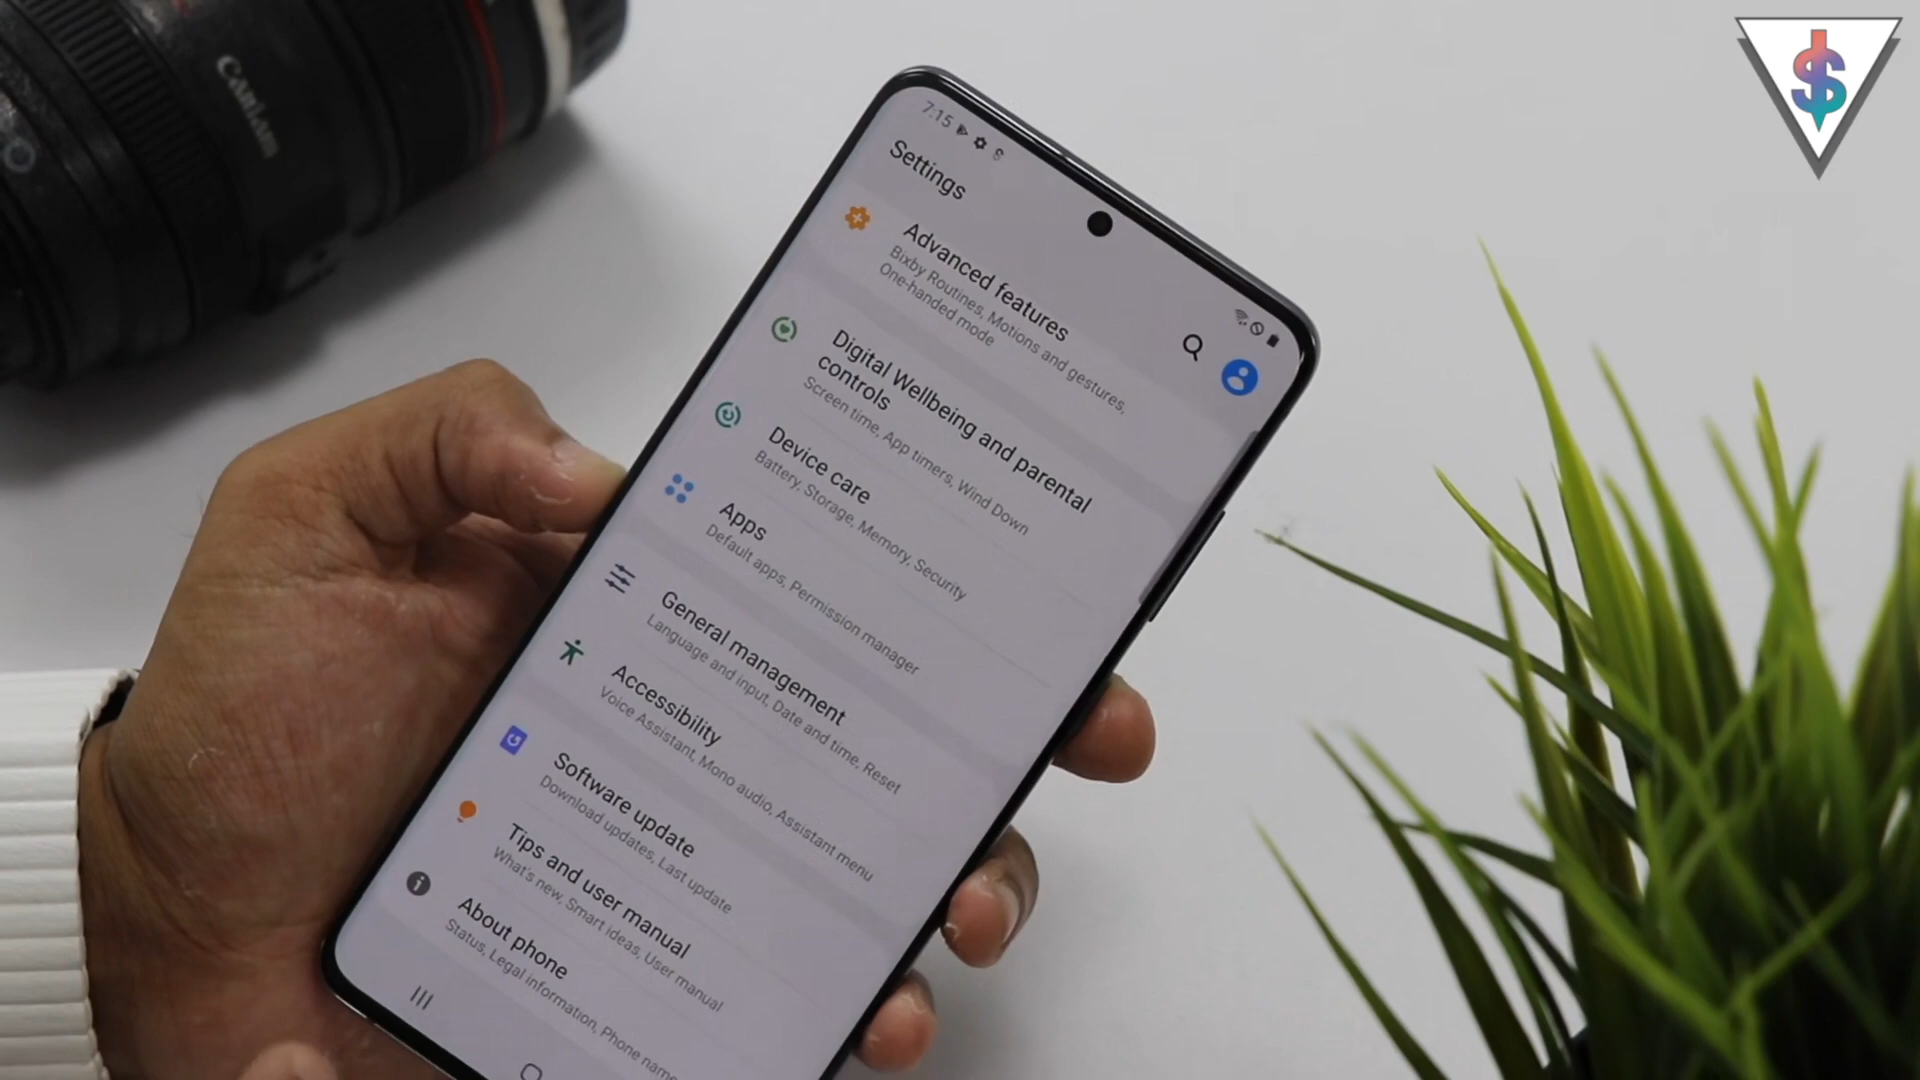 7:15
Settings
Advanced features
Bixby Routines, Motions and gestures,
One-handed mode
Digital Wellbeing and parental
controls
Screen time, App timers, Wind Down
Device care
Battery, Storage, Memory, Security
Apps
Default apps, Permission manager
General management
Language and input, Date and time, Reset
Accessibility
Voice Assistant, Mono audio, Assistant menu
Software update
Download updates, Last update
Tips and user manual
What's new, Smart ideas, User manual
About phone
Status, Legal information, Phone name
$